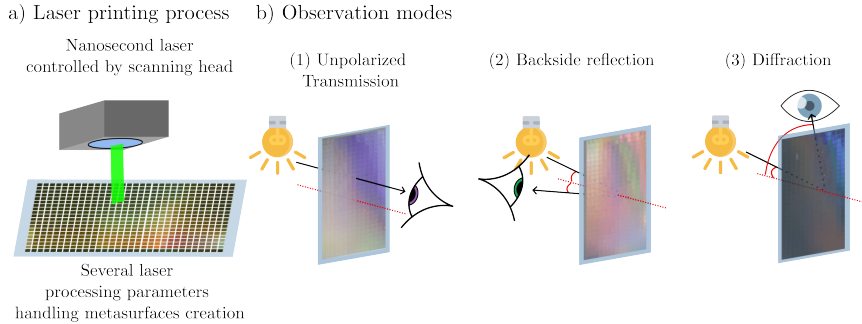 a) Laser printing process
Nanosecond laser
controlled by scanning head
Several laser
processing parameters
handling metasurfaces creation
b) Observation modes
(1) Unpolarized
Transmission
(2) Backside reflection
(3) Diffraction